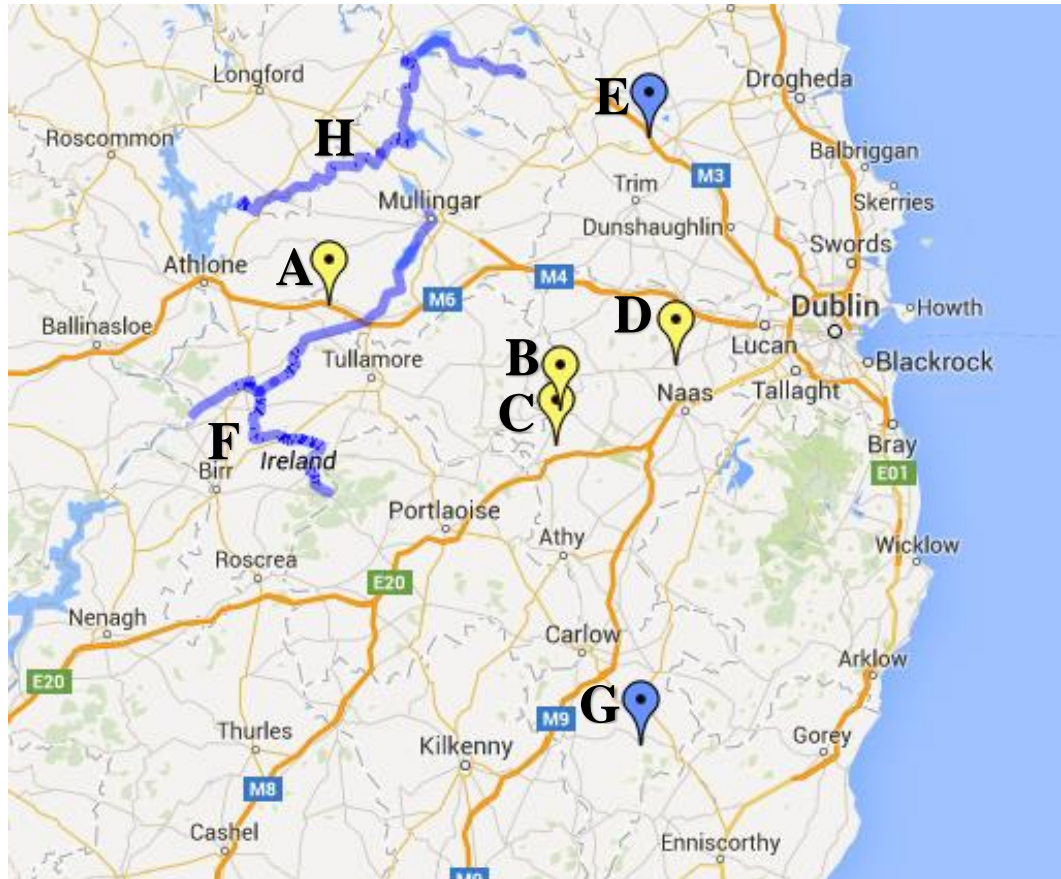 Longford
Drogheda
E
Roscommon
H
Balbriggan
M3
Trim
Skerries
Mullingar
Dunshaughlin
Swords
A
Athlone
M4
M6
Dublin
Howth
D
Ballinasloe
Lucan
B
Tullamore
Blackrock
Naas
Tallaght
C
F
Bray
Ireland
Birr
E01
Portlaoise
Athy
Wicklow
Roscrea
E20
Nenagh
Carlow
Arklow
E20
G
M9
Thurles
Gorey
Kilkenny
M8
Cashel
Enniscorthy